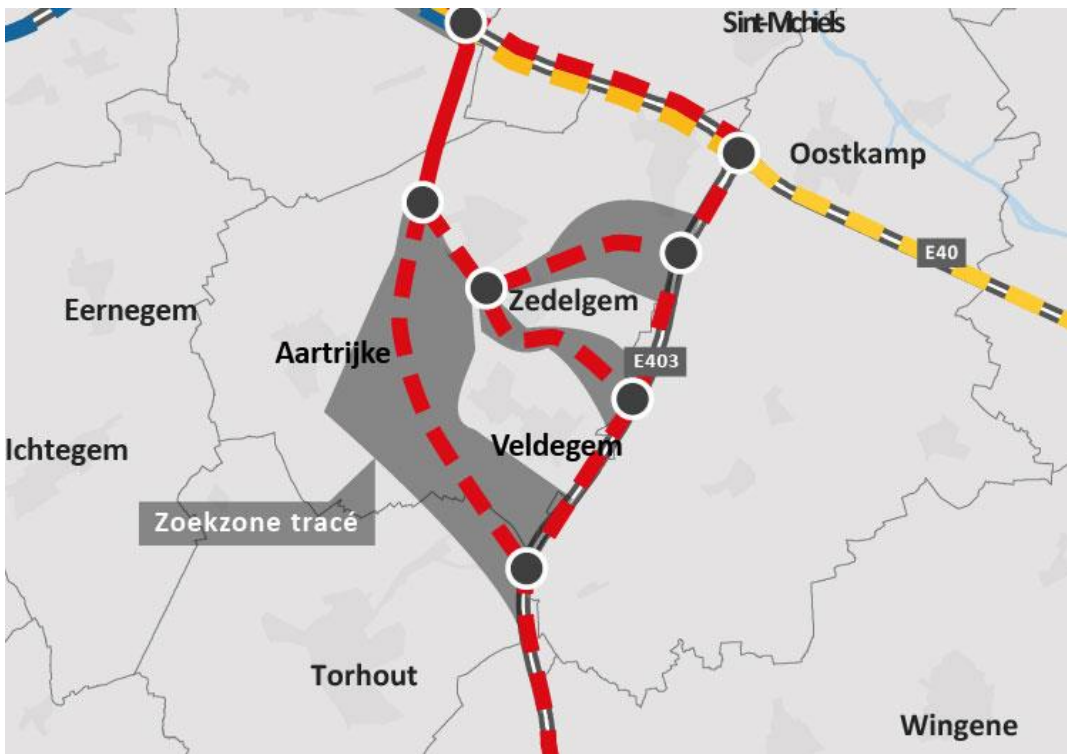 Sint-Michiels
Oostkamp
E40
Eernegem
Zedelgem
Aartrijke
E403
Ichtegem
Veldegem
Zoekzone tracé
Torhout
Wingene